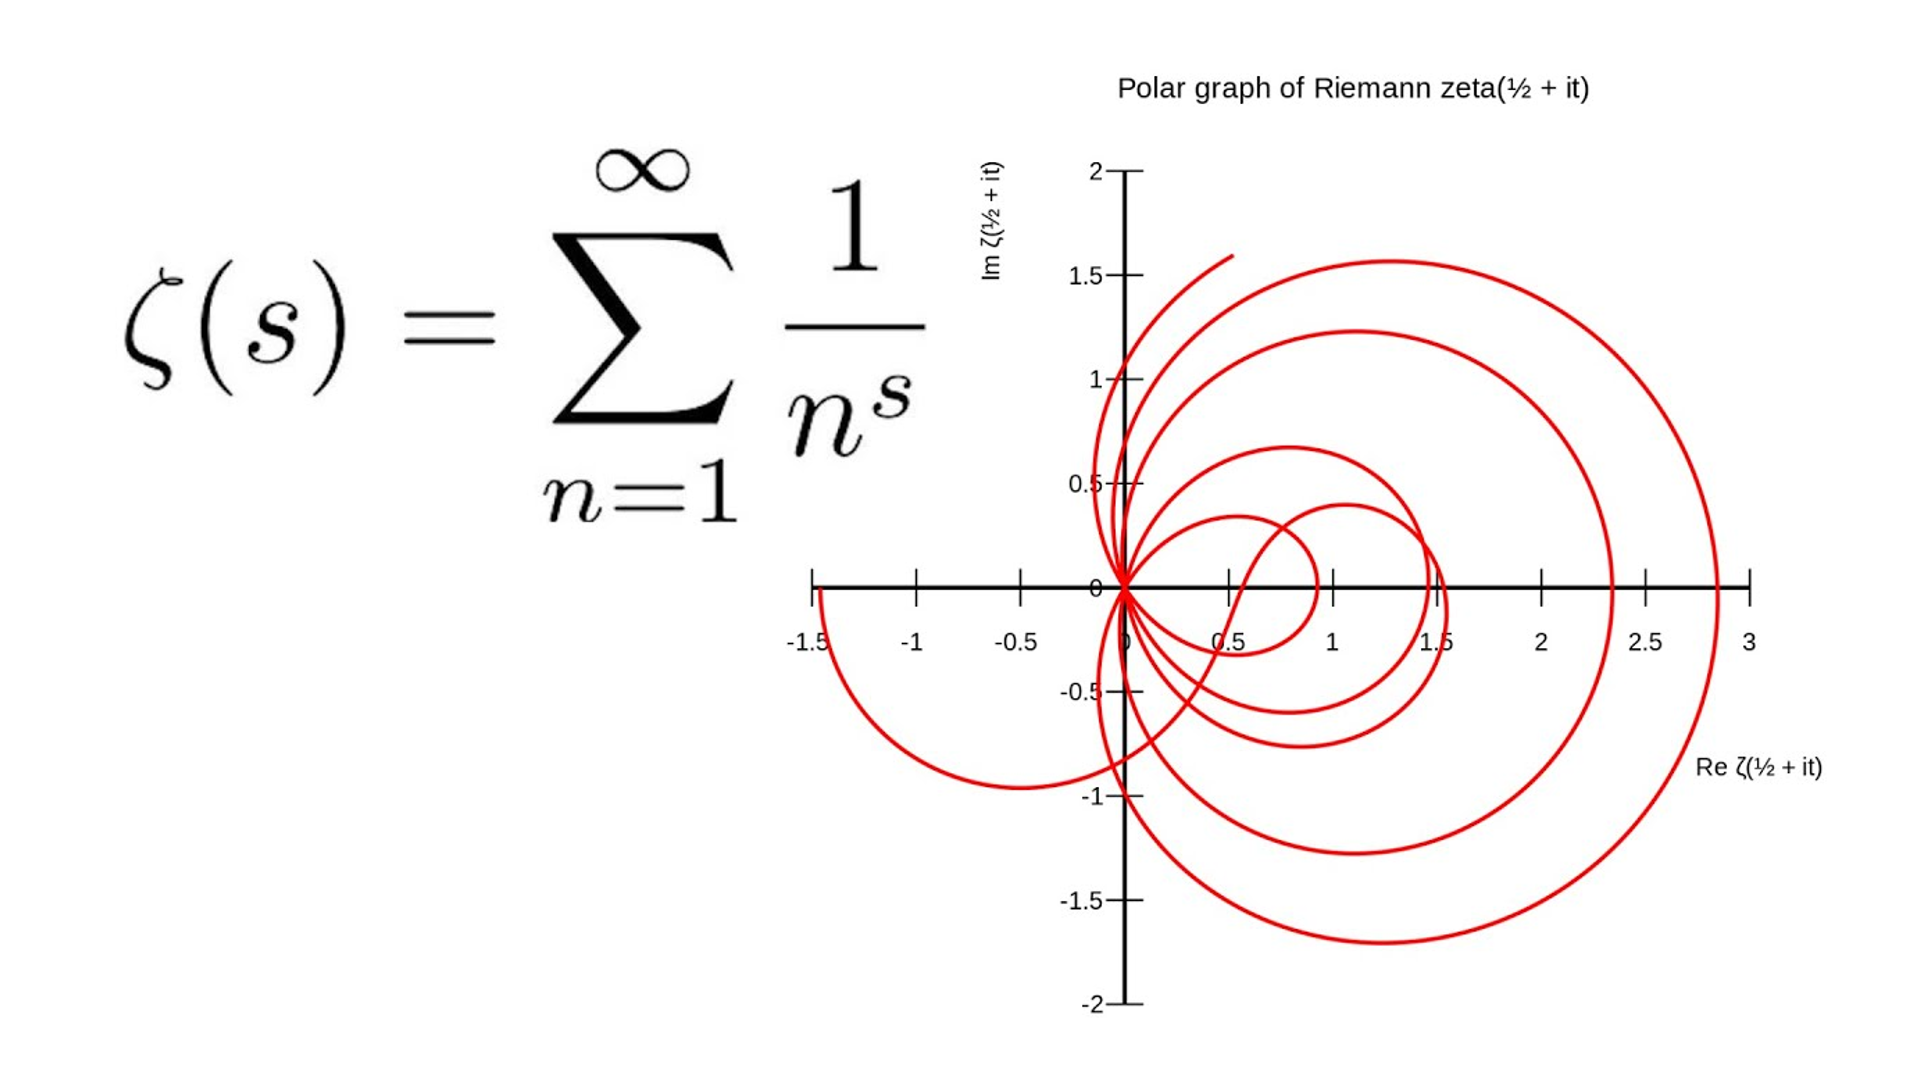 Polar graph of Riemann zeta(½ + it)
ζ(s) = ∑_{n=1}^{∞} 1/n^s
Im ζ(½ + it)
2
1.5
1
0.5
0
-0.5
-1
-1.5
-2
-1.5 -1 -0.5 0 0.5 1 1.5 2 2.5 3
Re ζ(½ + it)